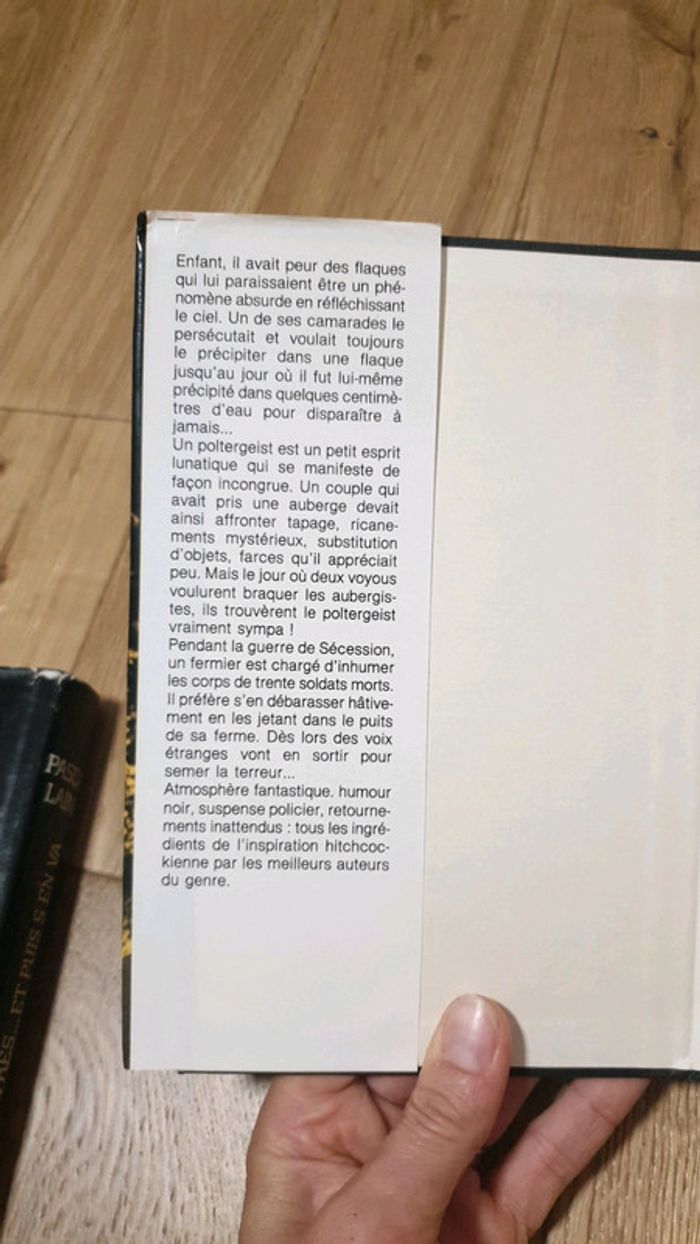 Enfant, il avait peur des flaques
qui lui paraissaient être un phé-
nomène absurde en réfléchissant
le ciel. Un de ses camarades le
persécutait et voulait toujours
le précipiter dans une flaque
jusqu'au jour où il fut lui-même
précipité dans quelques centimè-
tres d'eau pour disparaître à
jamais...
Un poltergeist est un petit esprit
lunatique qui se manifeste de
façon incongrue. Un couple qui
avait pris une auberge devait
ainsi affronter tapage, ricane-
ments mystérieux, substitution
d'objets, farces qu'il appréciait
peu. Mais le jour où deux voyous
voulurent braquer les aubergis-
tes, ils trouvèrent le poltergeist
vraiment sympa !
Pendant la guerre de Sécession,
un fermier est chargé d'inhumer
les corps de trente soldats morts.
Il préfère s'en débarasser hâtive-
ment en les jetant dans le puits
de sa ferme. Dès lors des voix
étranges vont en sortir pour
semer la terreur...
Atmosphère fantastique. humour
noir, suspense policier, retourne-
ments inattendus : tous les ingré-
dients de l'inspiration hitchcoc-
kienne par les meilleurs auteurs
du genre.
ET PUIS S'EN VA